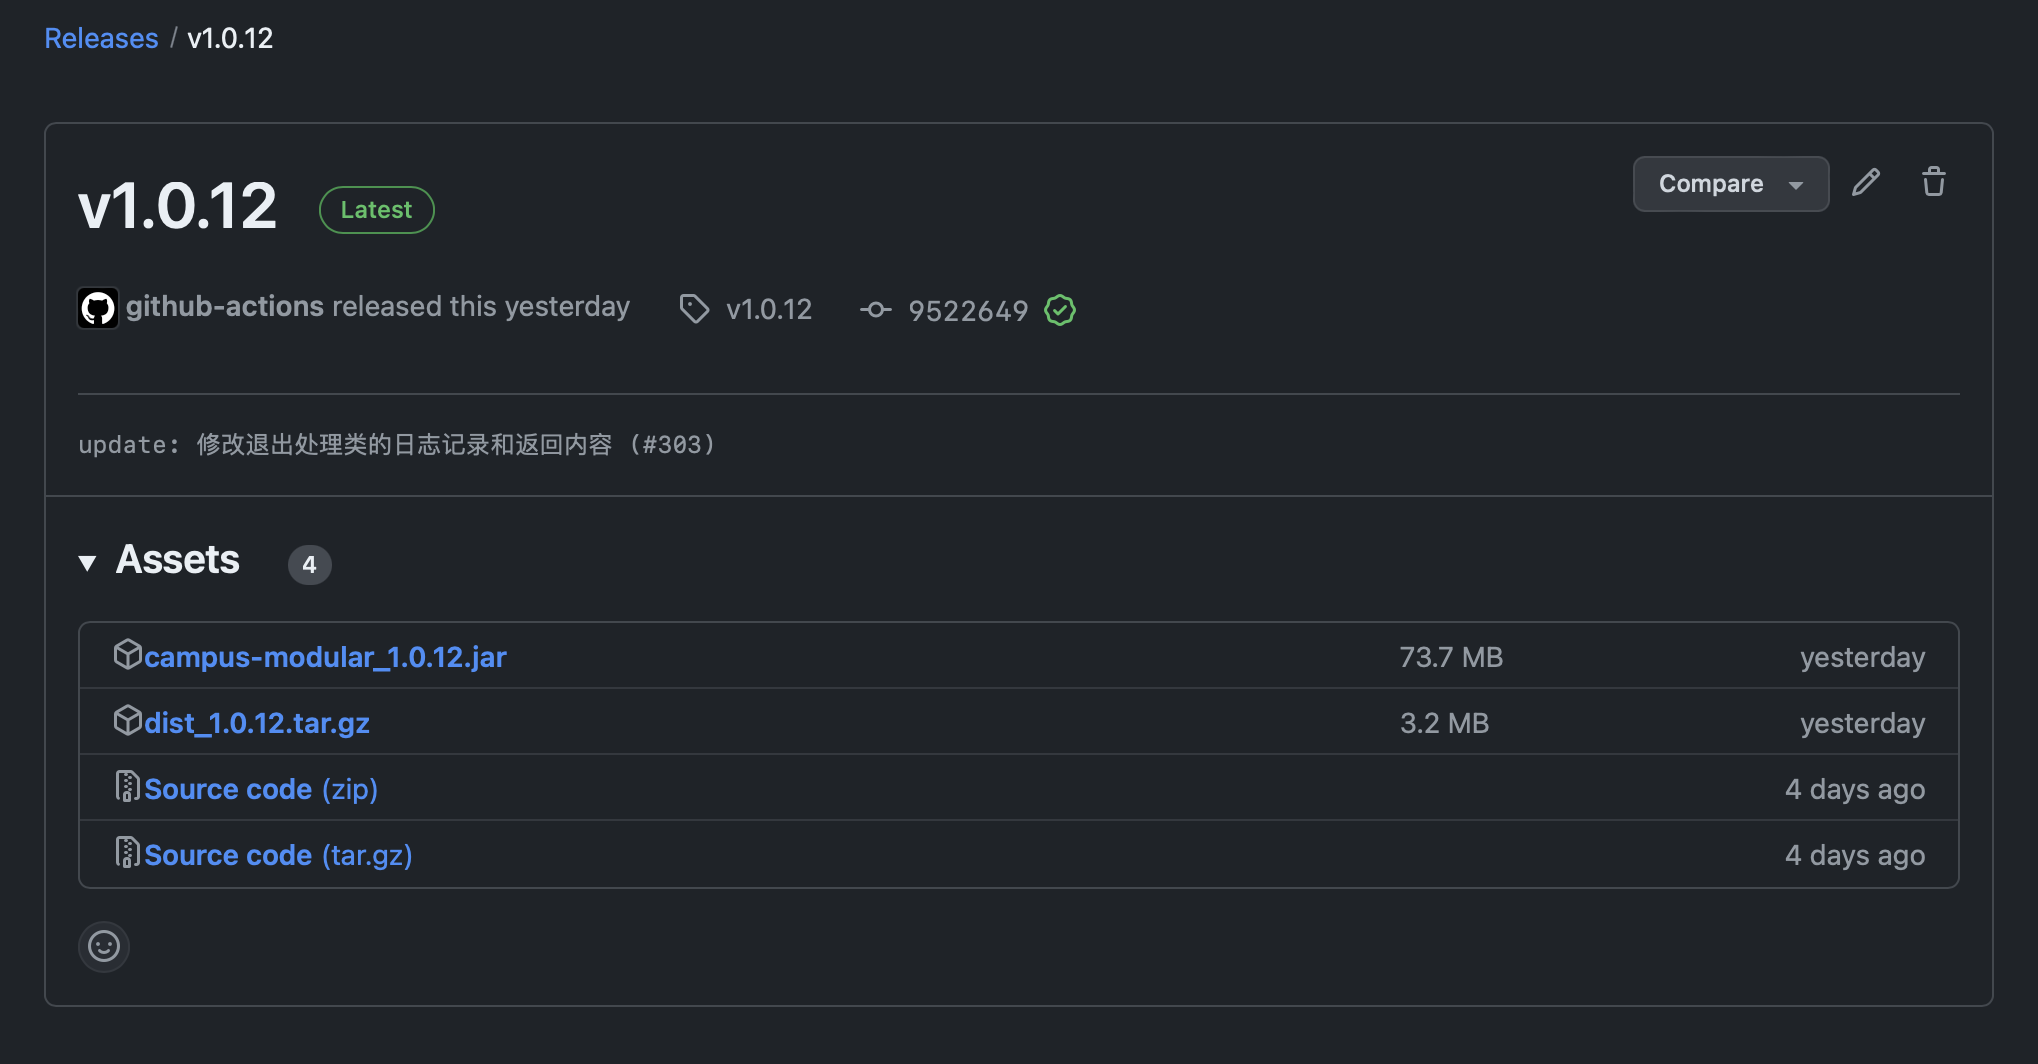 Releases / v1.0.12
v1.0.12 Latest Compare
github-actions released this yesterday v1.0.12 9522649
update: 修改退出处理类的日志记录和返回内容 (#303)
Assets 4
campus-modular_1.0.12.jar 73.7 MB yesterday
dist_1.0.12.tar.gz 3.2 MB yesterday
Source code (zip) 4 days ago
Source code (tar.gz) 4 days ago